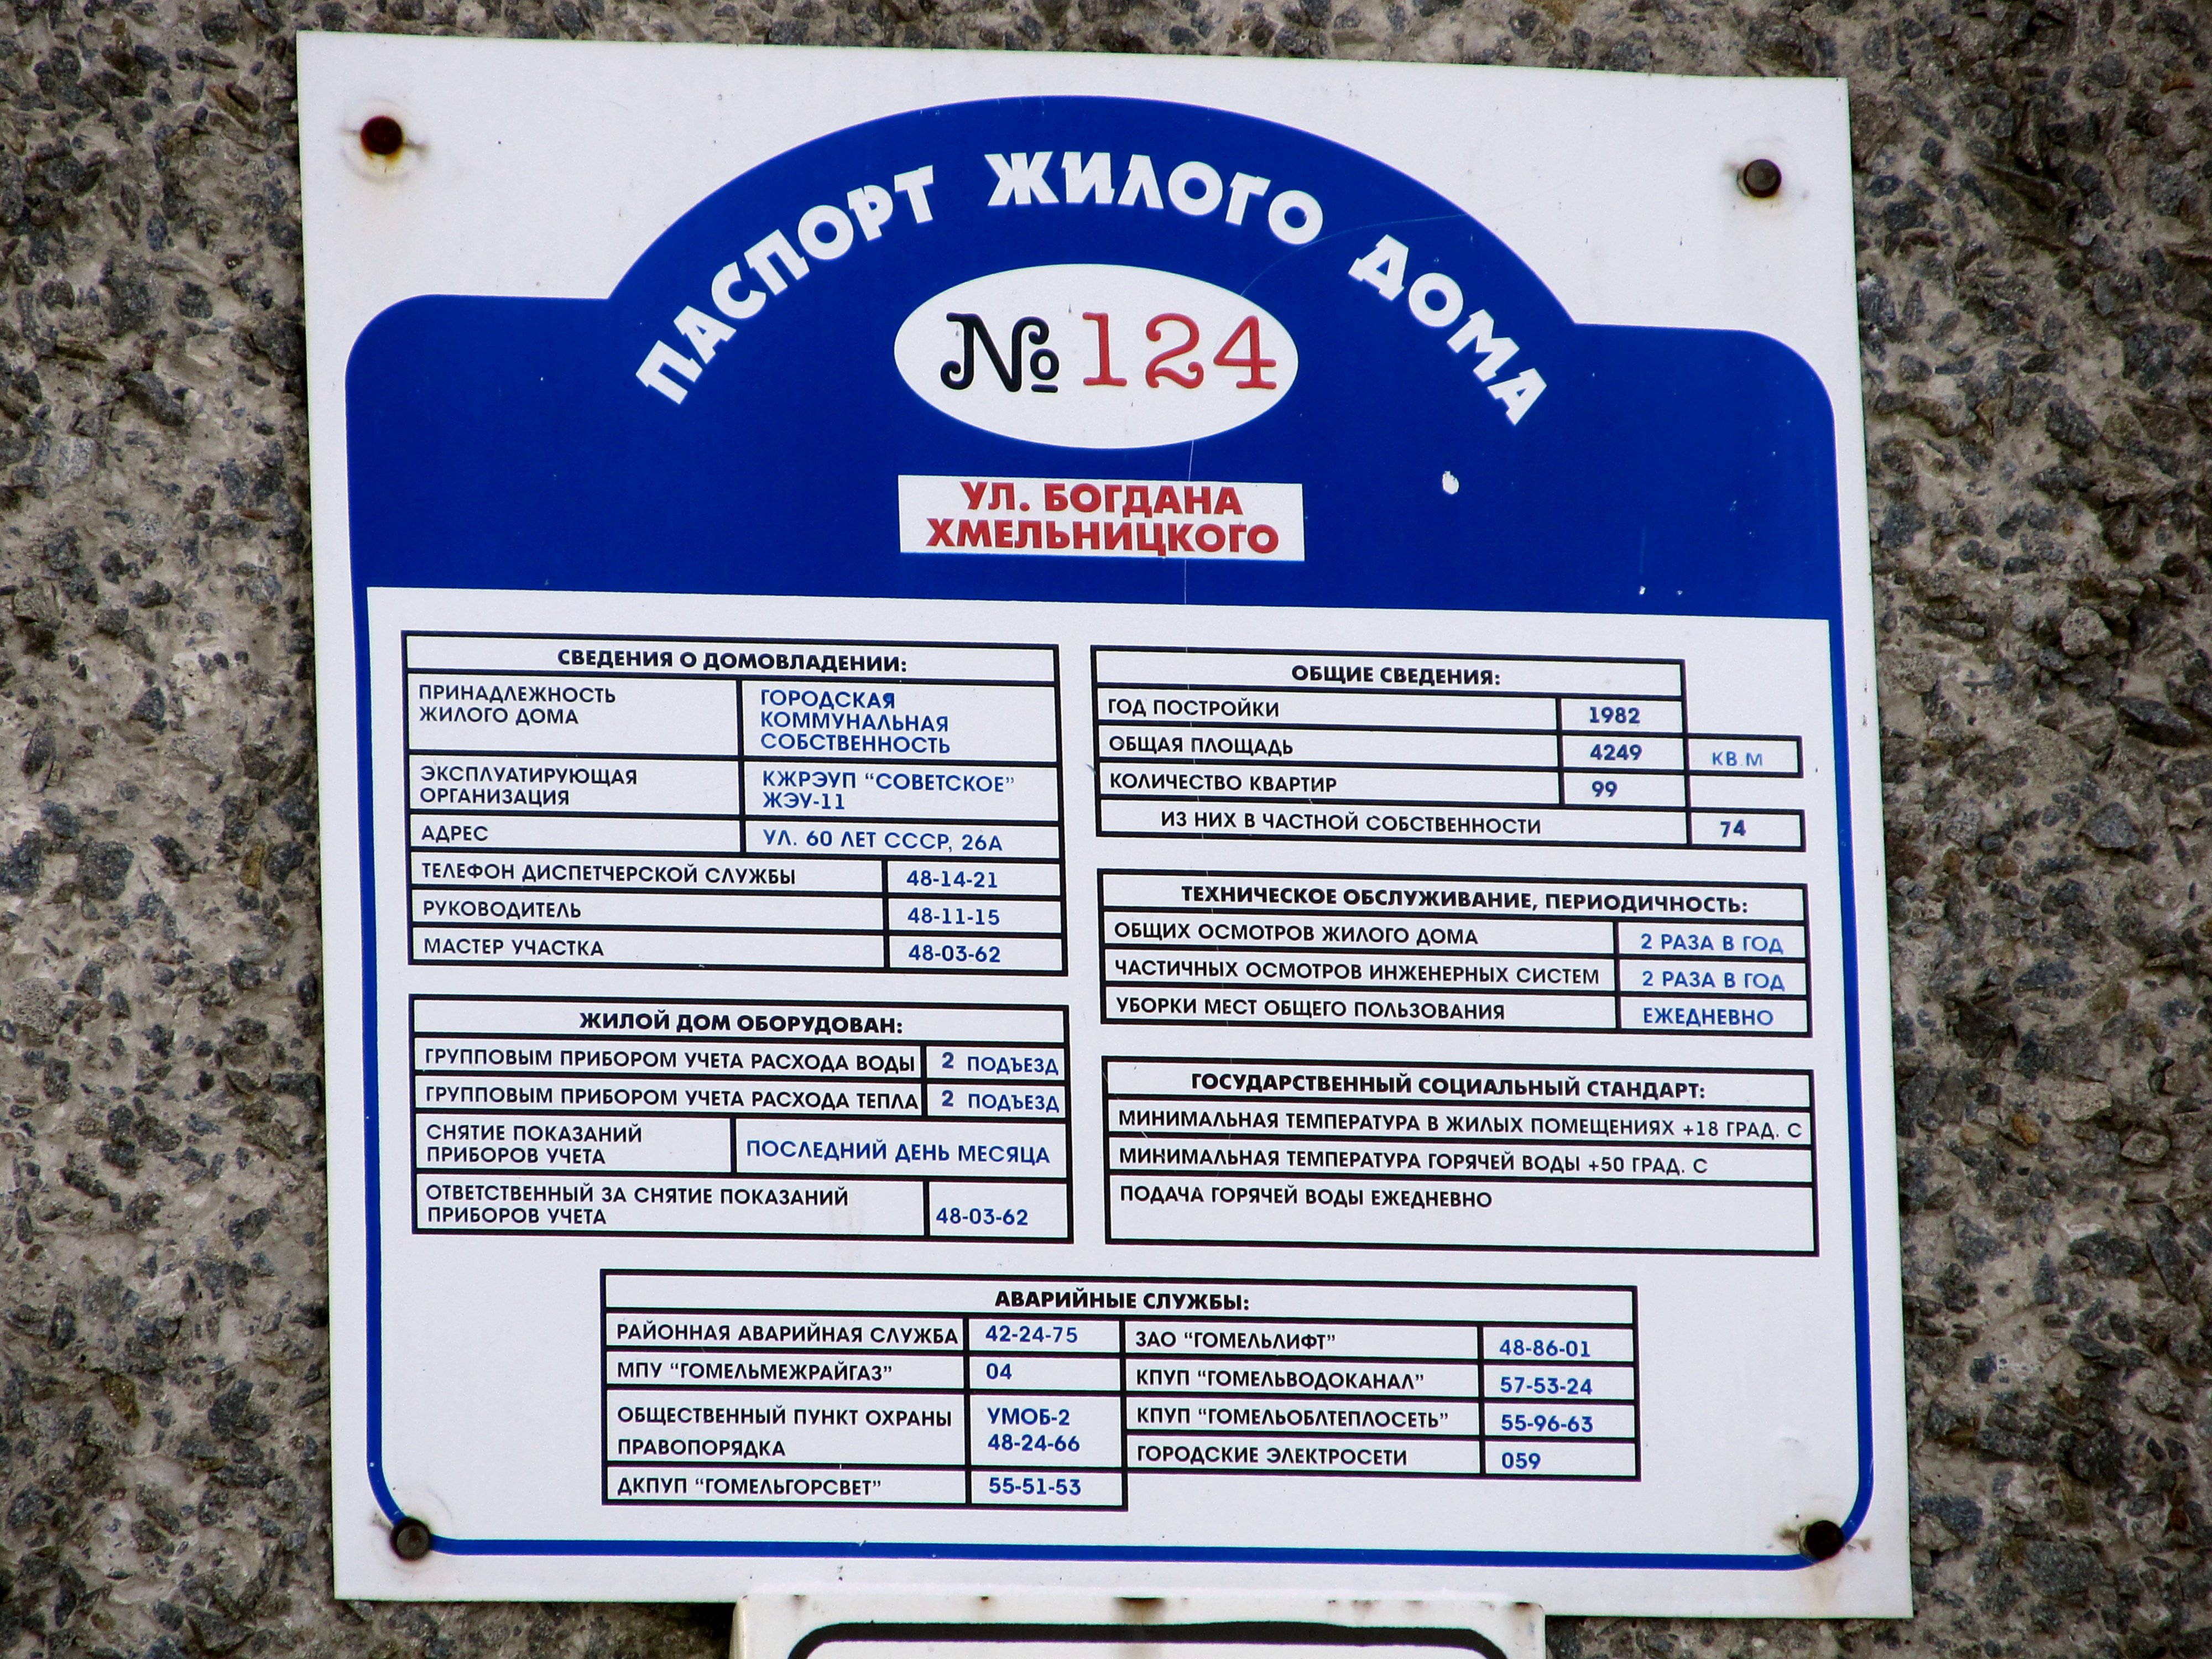 ПАСПОРТ ЖИЛОГО ДОМА
№ 124
УЛ. БОГДАНА
ХМЕЛЬНИЦКОГО
СВЕДЕНИЯ О ДОМОВЛАДЕНИИ:
ПРИНАДЛЕЖНОСТЬ
ЖИЛОГО ДОМА
ГОРОДСКАЯ
КОММУНАЛЬНАЯ
СОБСТВЕННОСТЬ
ЭКСПЛУАТИРУЮЩАЯ
ОРГАНИЗАЦИЯ
КЖРЭУП "СОВЕТСКОЕ"
ЖЭУ-11
АДРЕС УЛ. 60 ЛЕТ СССР, 26А
ТЕЛЕФОН ДИСПЕТЧЕРСКОЙ СЛУЖБЫ 48-14-21
РУКОВОДИТЕЛЬ 48-11-15
МАСТЕР УЧАСТКА 48-03-62
ЖИЛОЙ ДОМ ОБОРУДОВАН:
ГРУППОВЫМ ПРИБОРОМ УЧЕТА РАСХОДА ВОДЫ 2 ПОДЪЕЗД
ГРУППОВЫМ ПРИБОРОМ УЧЕТА РАСХОДА ТЕПЛА 2 ПОДЪЕЗД
СНЯТИЕ ПОКАЗАНИЙ
ПРИБОРОВ УЧЕТА
ПОСЛЕДНИЙ ДЕНЬ МЕСЯЦА
ОТВЕТСТВЕННЫЙ ЗА СНЯТИЕ ПОКАЗАНИЙ
ПРИБОРОВ УЧЕТА 48-03-62
ОБЩИЕ СВЕДЕНИЯ:
ГОД ПОСТРОЙКИ 1982
ОБЩАЯ ПЛОЩАДЬ 4249 КВ.М
КОЛИЧЕСТВО КВАРТИР 99
ИЗ НИХ В ЧАСТНОЙ СОБСТВЕННОСТИ 74
ТЕХНИЧЕСКОЕ ОБСЛУЖИВАНИЕ, ПЕРИОДИЧНОСТЬ:
ОБЩИХ ОСМОТРОВ ЖИЛОГО ДОМА 2 РАЗА В ГОД
ЧАСТИЧНЫХ ОСМОТРОВ ИНЖЕНЕРНЫХ СИСТЕМ 2 РАЗА В ГОД
УБОРКИ МЕСТ ОБЩЕГО ПОЛЬЗОВАНИЯ ЕЖЕДНЕВНО
ГОСУДАРСТВЕННЫЙ СОЦИАЛЬНЫЙ СТАНДАРТ:
МИНИМАЛЬНАЯ ТЕМПЕРАТУРА В ЖИЛЫХ ПОМЕЩЕНИЯХ +18 ГРАД. С
МИНИМАЛЬНАЯ ТЕМПЕРАТУРА ГОРЯЧЕЙ ВОДЫ +50 ГРАД. С
ПОДАЧА ГОРЯЧЕЙ ВОДЫ ЕЖЕДНЕВНО
АВАРИЙНЫЕ СЛУЖБЫ:
РАЙОННАЯ АВАРИЙНАЯ СЛУЖБА 42-24-75
МПУ "ГОМЕЛЬМЕЖРАЙГАЗ" 04
ОБЩЕСТВЕННЫЙ ПУНКТ ОХРАНЫ УМОБ-2
ПРАВОПОРЯДКА 48-24-66
ДКПУП "ГОМЕЛЬГОРСВЕТ" 55-51-53
ЗАО "ГОМЕЛЬЛИФТ" 48-86-01
КПУП "ГОМЕЛЬВОДОКАНАЛ" 57-53-24
КПУП "ГОМЕЛЬОБЛТЕПЛОСЕТЬ" 55-96-63
ГОРОДСКИЕ ЭЛЕКТРОСЕТИ 059